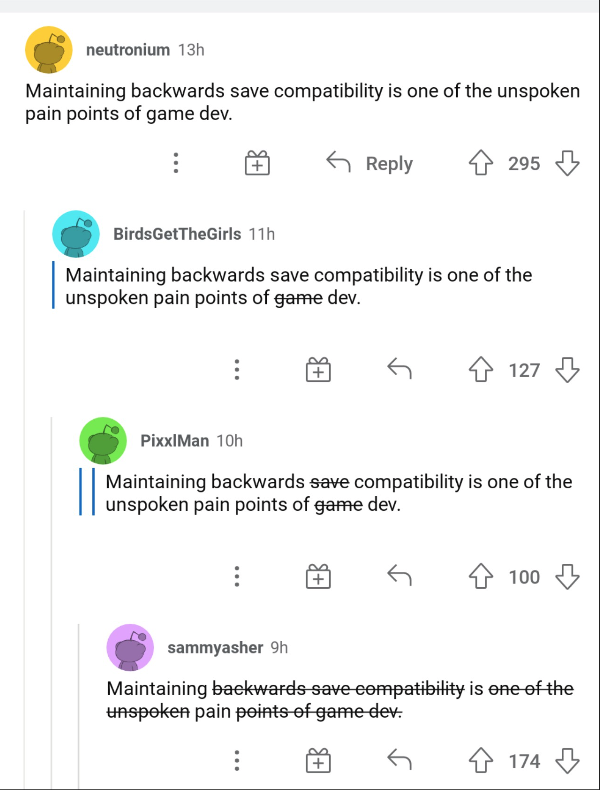 neutronium 13h
Maintaining backwards save compatibility is one of the unspoken
pain points of game dev.
Reply 295
BirdsGetTheGirls 11h
Maintaining backwards save compatibility is one of the
unspoken pain points of game dev.
127
PixxlMan 10h
Maintaining backwards save compatibility is one of the
unspoken pain points of game dev.
100
sammyasher 9h
Maintaining backwards save compatibility is one of the
unspoken pain points of game dev.
174